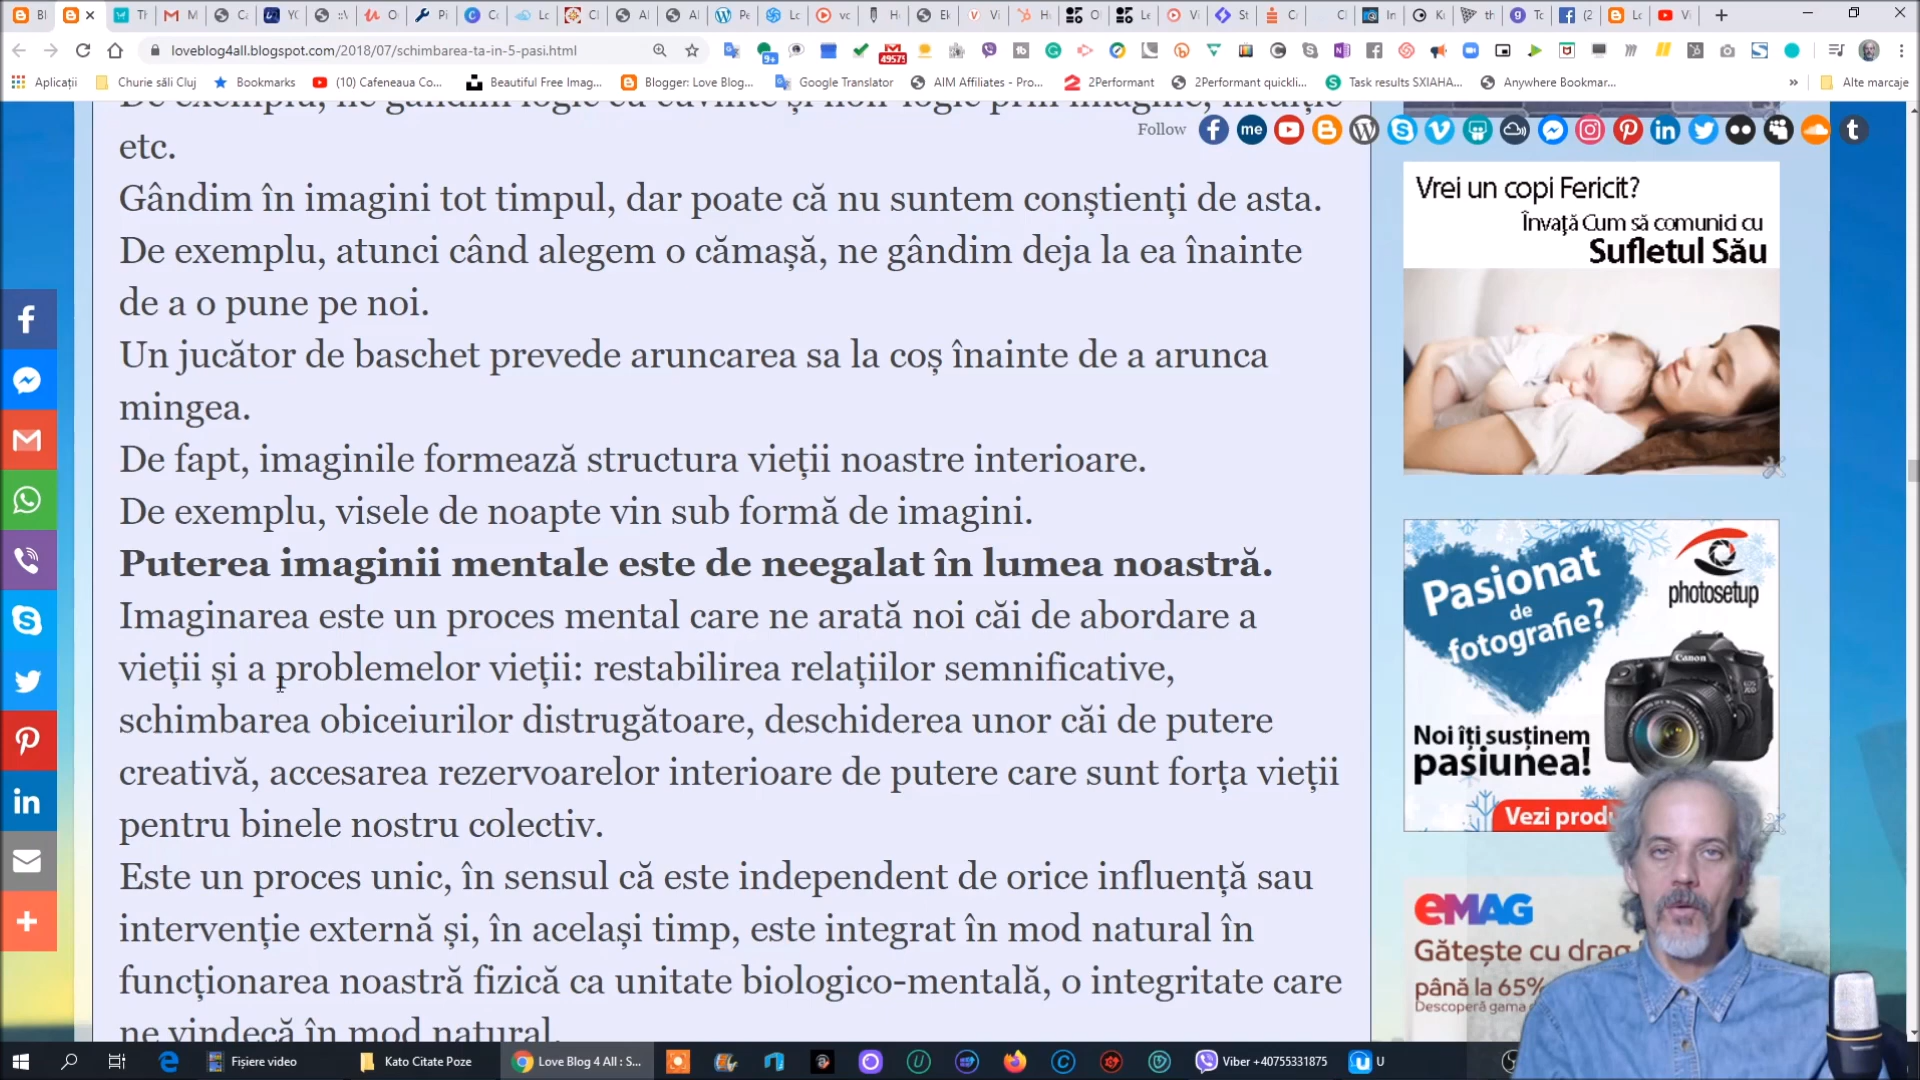 loveblog4all.blogspot.com/2018/07/schimbarea-ta-in-5-pasi.html
Aplicații
Churie săli Cluj
Bookmarks
(10) Cafeneaua Co...
Beautiful Free Imag...
Blogger: Love Blog...
Google Translator
AIM Affiliates - Pro...
2Performant
2Performant quickli...
Task results SXIAHA...
Anywhere Bookmar...
»
Alte marcaje
Follow
etc.
Gândim în imagini tot timpul, dar poate că nu suntem conștienți de asta.
De exemplu, atunci când alegem o cămașă, ne gândim deja la ea înainte
de a o pune pe noi.
Un jucător de baschet prevede aruncarea sa la coș înainte de a arunca
mingea.
De fapt, imaginile formează structura vieții noastre interioare.
De exemplu, visele de noapte vin sub formă de imagini.
Puterea imaginii mentale este de neegalat în lumea noastră.
Imaginarea este un proces mental care ne arată noi căi de abordare a
vieții și a problemelor vieții: restabilirea relațiilor semnificative,
schimbarea obiceiurilor distrugătoare, deschiderea unor căi de putere
creativă, accesarea rezervoarelor interioare de putere care sunt forța vieții
pentru binele nostru colectiv.
Este un proces unic, în sensul că este independent de orice influență sau
intervenție externă și, în același timp, este integrat în mod natural în
funcționarea noastră fizică ca unitate biologico-mentală, o integritate care
ne vindecă în mod natural.
Vrei un copi Fericit?
Învață Cum să comunici cu
Sufletul Său
Pasionat
de
fotografie?
photosetup
Canon
Noi îți susținem
pasiunea!
Vezi produ
eMAG
Gătește cu drag
până la 65%
Descoperă gama
Fișiere video
Kato Citate Poze
Love Blog 4 All : S...
Viber +40755331875
U